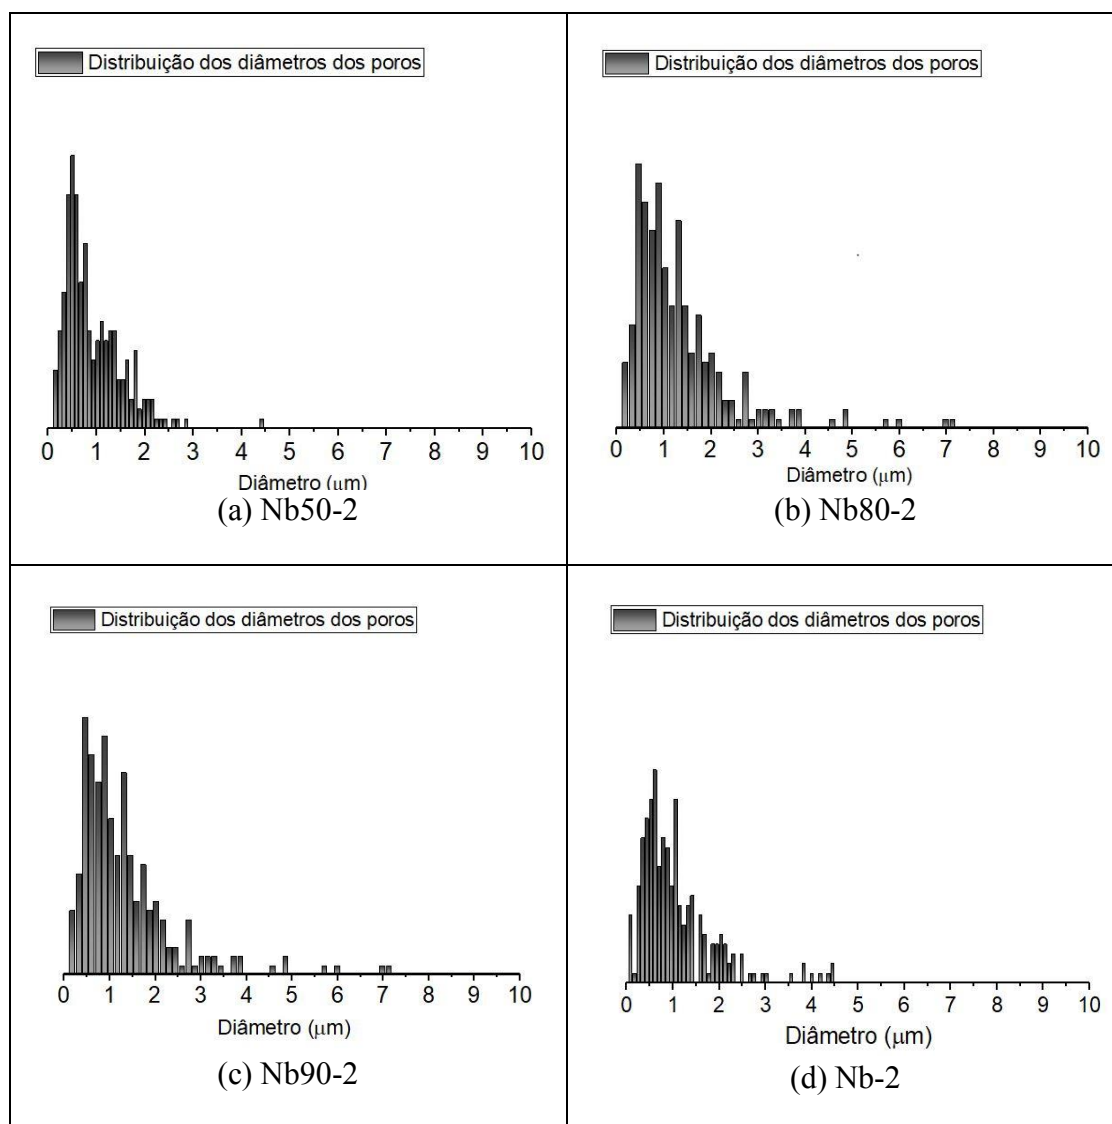 Distribuição dos diâmetros dos poros
0 1 2 3 4 5 6 7 8 9 10
Diâmetro (μm)
(a) Nb50-2
Distribuição dos diâmetros dos poros
0 1 2 3 4 5 6 7 8 9 10
Diâmetro (μm)
(b) Nb80-2
Distribuição dos diâmetros dos poros
0 1 2 3 4 5 6 7 8 9 10
Diâmetro (μm)
(c) Nb90-2
Distribuição dos diâmetros dos poros
0 1 2 3 4 5 6 7 8 9 10
Diâmetro (μm)
(d) Nb-2